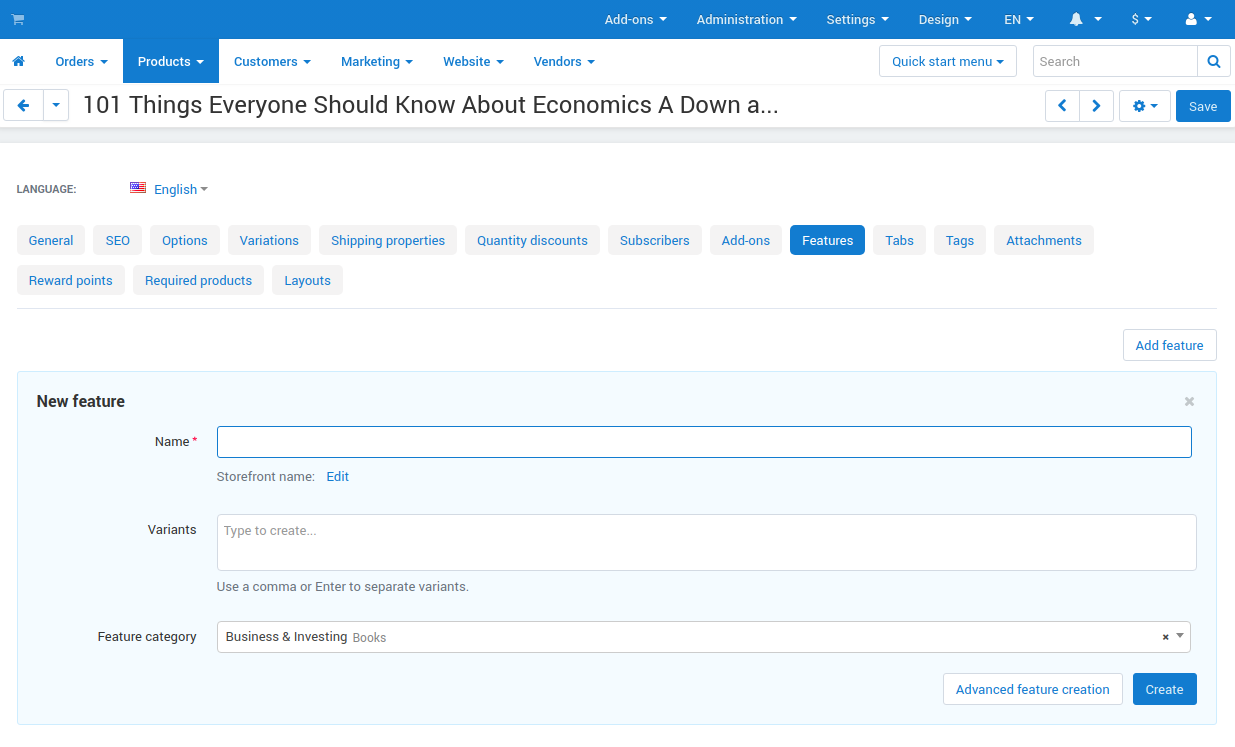 Add-ons Administration Settings Design EN $
Orders Products Customers Marketing Website Vendors Quick start menu Search
101 Things Everyone Should Know About Economics A Down a... Save
LANGUAGE: English
General SEO Options Variations Shipping properties Quantity discounts Subscribers Add-ons Features Tabs Tags Attachments
Reward points Required products Layouts
Add feature
New feature
Name *
Storefront name: Edit
Variants Type to create...
Use a comma or Enter to separate variants.
Feature category Business & Investing Books
Advanced feature creation Create